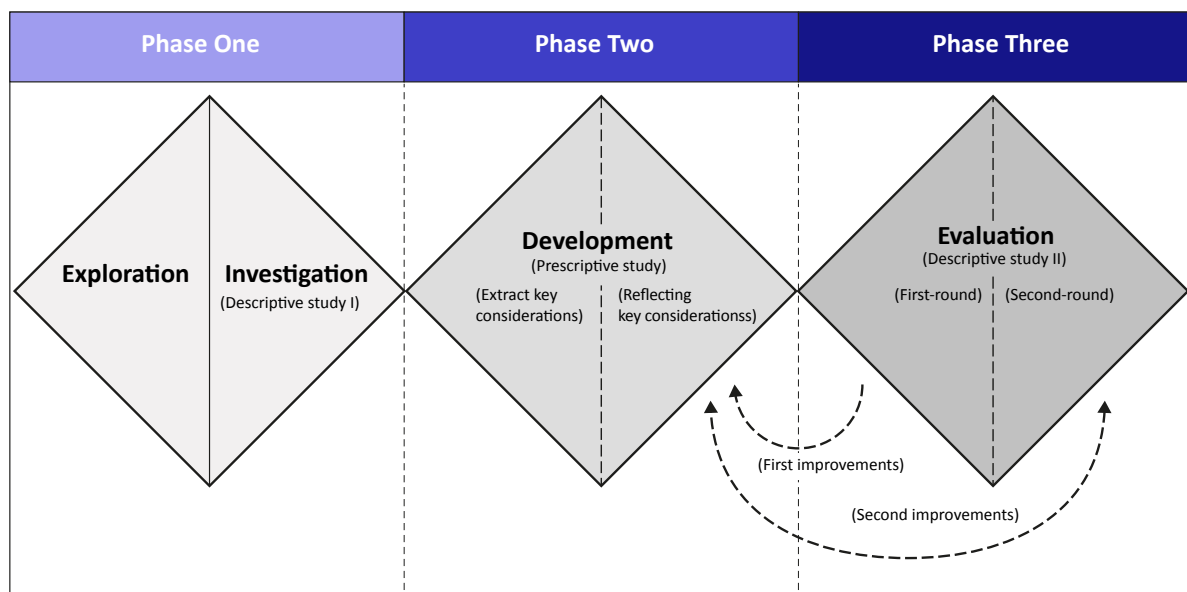 Phase One
Phase Two
Phase Three
Exploration
Investigation
(Descriptive study I)
Development
(Prescriptive study)
(Extract key
considerations)
(Reflecting
key considerationss)
Evaluation
(Descriptive study II)
(First-round)
(Second-round)
(First improvements)
(Second improvements)